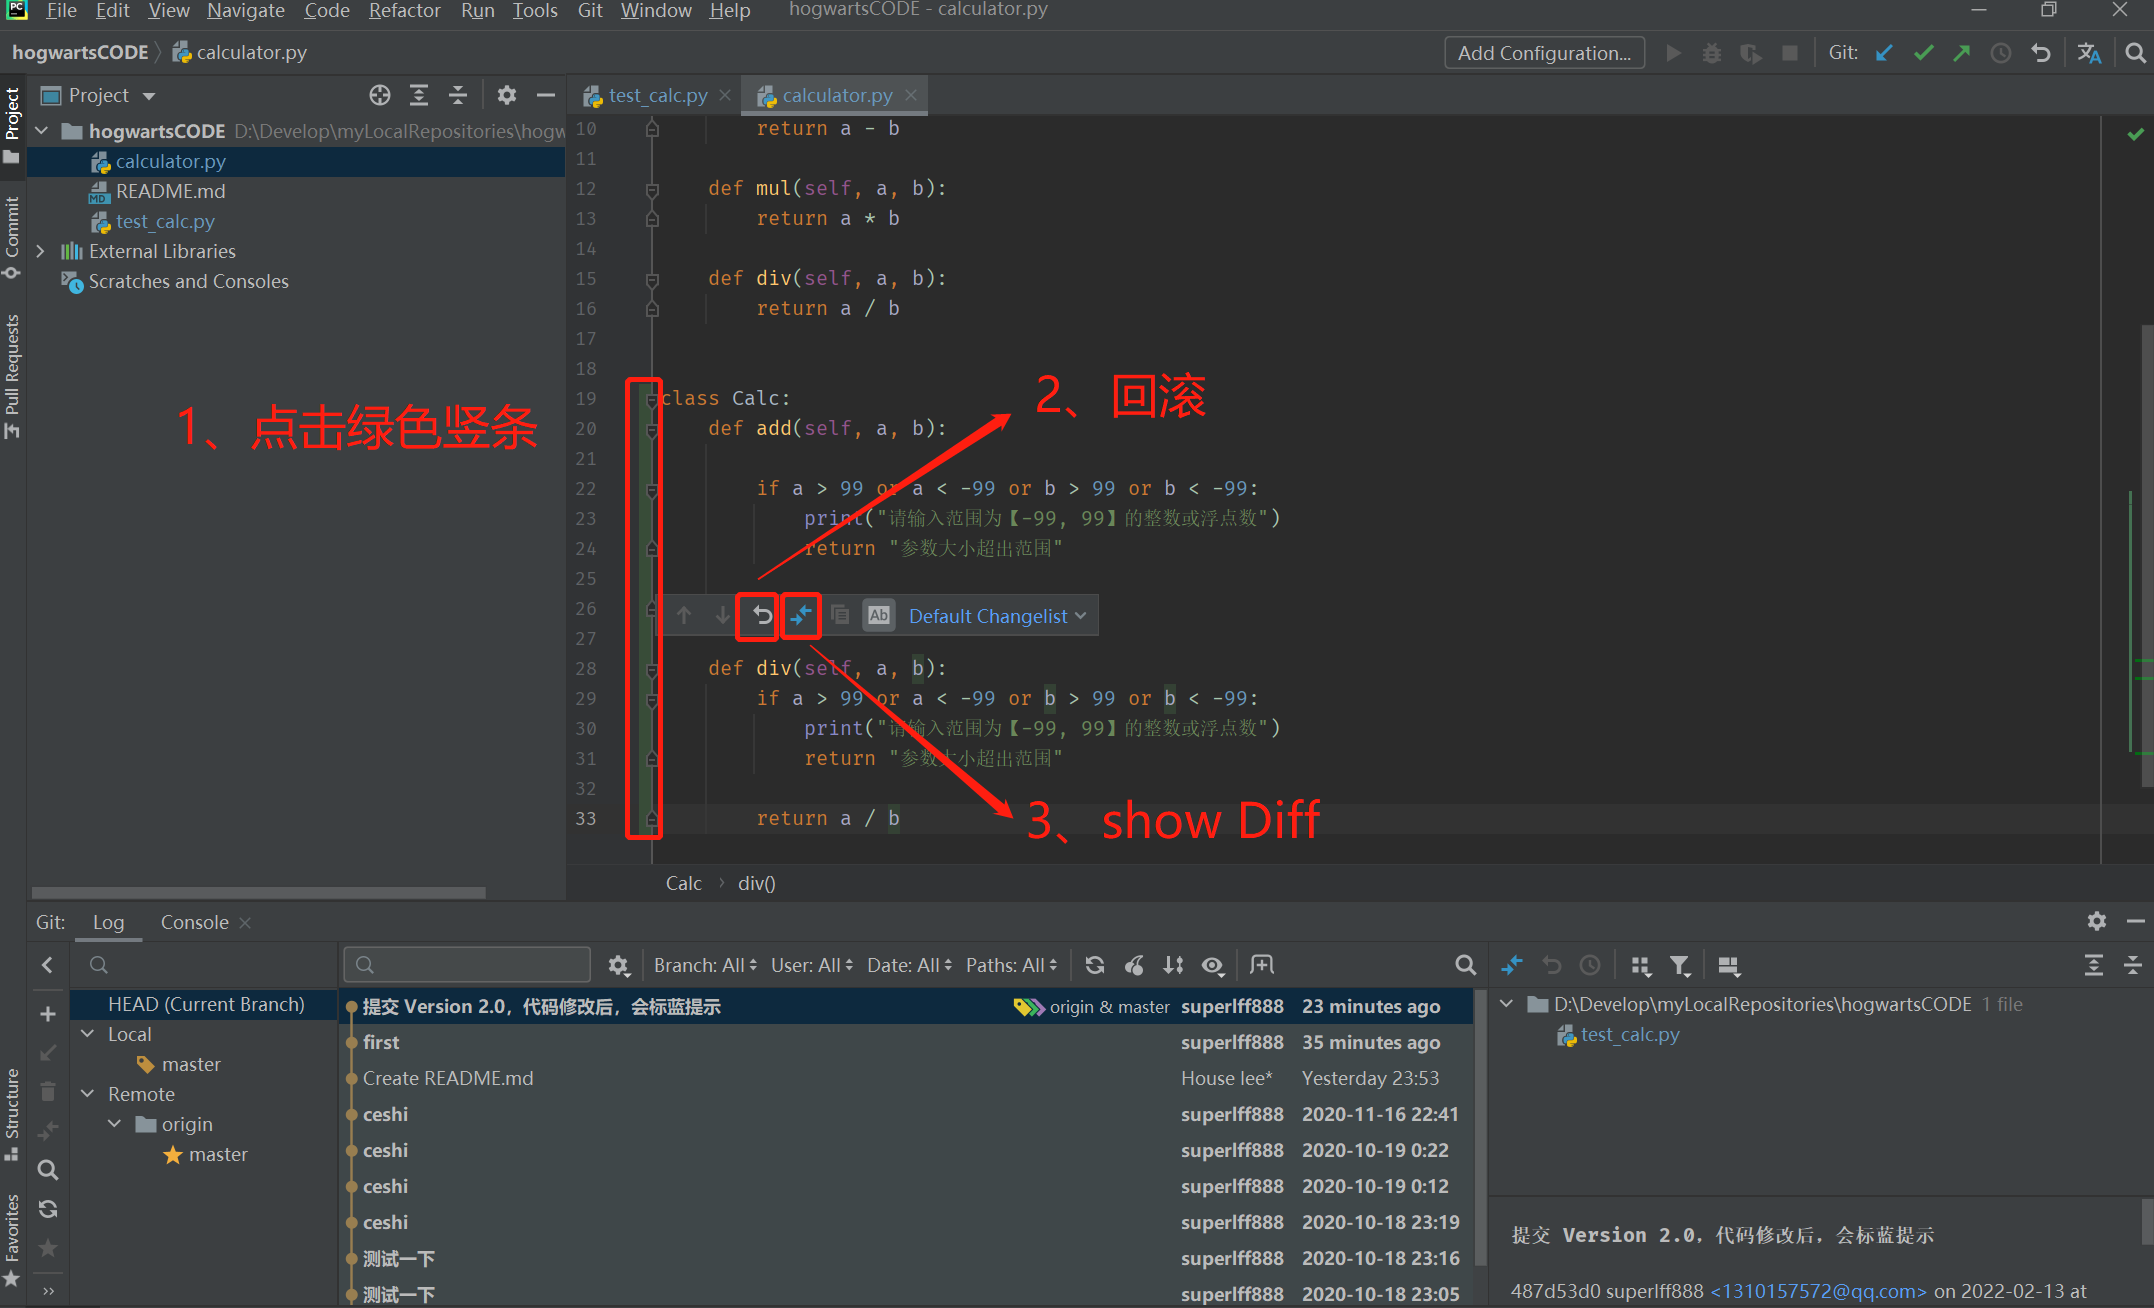 File Edit View Navigate Code Refactor Run Tools Git Window Help hogwartsCODE - calculator.py
hogwartsCODE calculator.py Add Configuration... Git:
Project
Commit
Pull Requests
Structure
Favorites
Project
hogwartsCODE D:\Develop\myLocalRepositories\hogw
calculator.py
README.md
test_calc.py
External Libraries
Scratches and Consoles
1、点击绿色竖条
test_calc.py calculator.py
10 return a - b
11
12 def mul(self, a, b):
13 return a * b
14
15 def div(self, a, b):
16 return a / b
17
18
19 class Calc:
2、回滚
20 def add(self, a, b):
21
22 if a > 99 or a < -99 or b > 99 or b < -99:
23 print("请输入范围为【-99, 99】的整数或浮点数")
24 return "参数大小超出范围"
25
26 Ab Default Changelist
27
28 def div(self, a, b):
29 if a > 99 or a < -99 or b > 99 or b < -99:
30 print("请输入范围为【-99, 99】的整数或浮点数")
31 return "参数大小超出范围"
32
33 return a / b
3、show Diff
Calc div()
Git: Log Console
Branch: All User: All Date: All Paths: All
HEAD (Current Branch)
Local
master
Remote
origin
master
提交 Version 2.0，代码修改后，会标蓝提示 origin & master superlff888 23 minutes ago
first superlff888 35 minutes ago
Create README.md House lee* Yesterday 23:53
ceshi superlff888 2020-11-16 22:41
ceshi superlff888 2020-10-19 0:22
ceshi superlff888 2020-10-19 0:12
ceshi superlff888 2020-10-18 23:19
测试一下 superlff888 2020-10-18 23:16
测试一下 superlff888 2020-10-18 23:05
D:\Develop\myLocalRepositories\hogwartsCODE 1 file
test_calc.py
提交 Version 2.0，代码修改后，会标蓝提示
487d53d0 superlff888 <1310157572@qq.com> on 2022-02-13 at